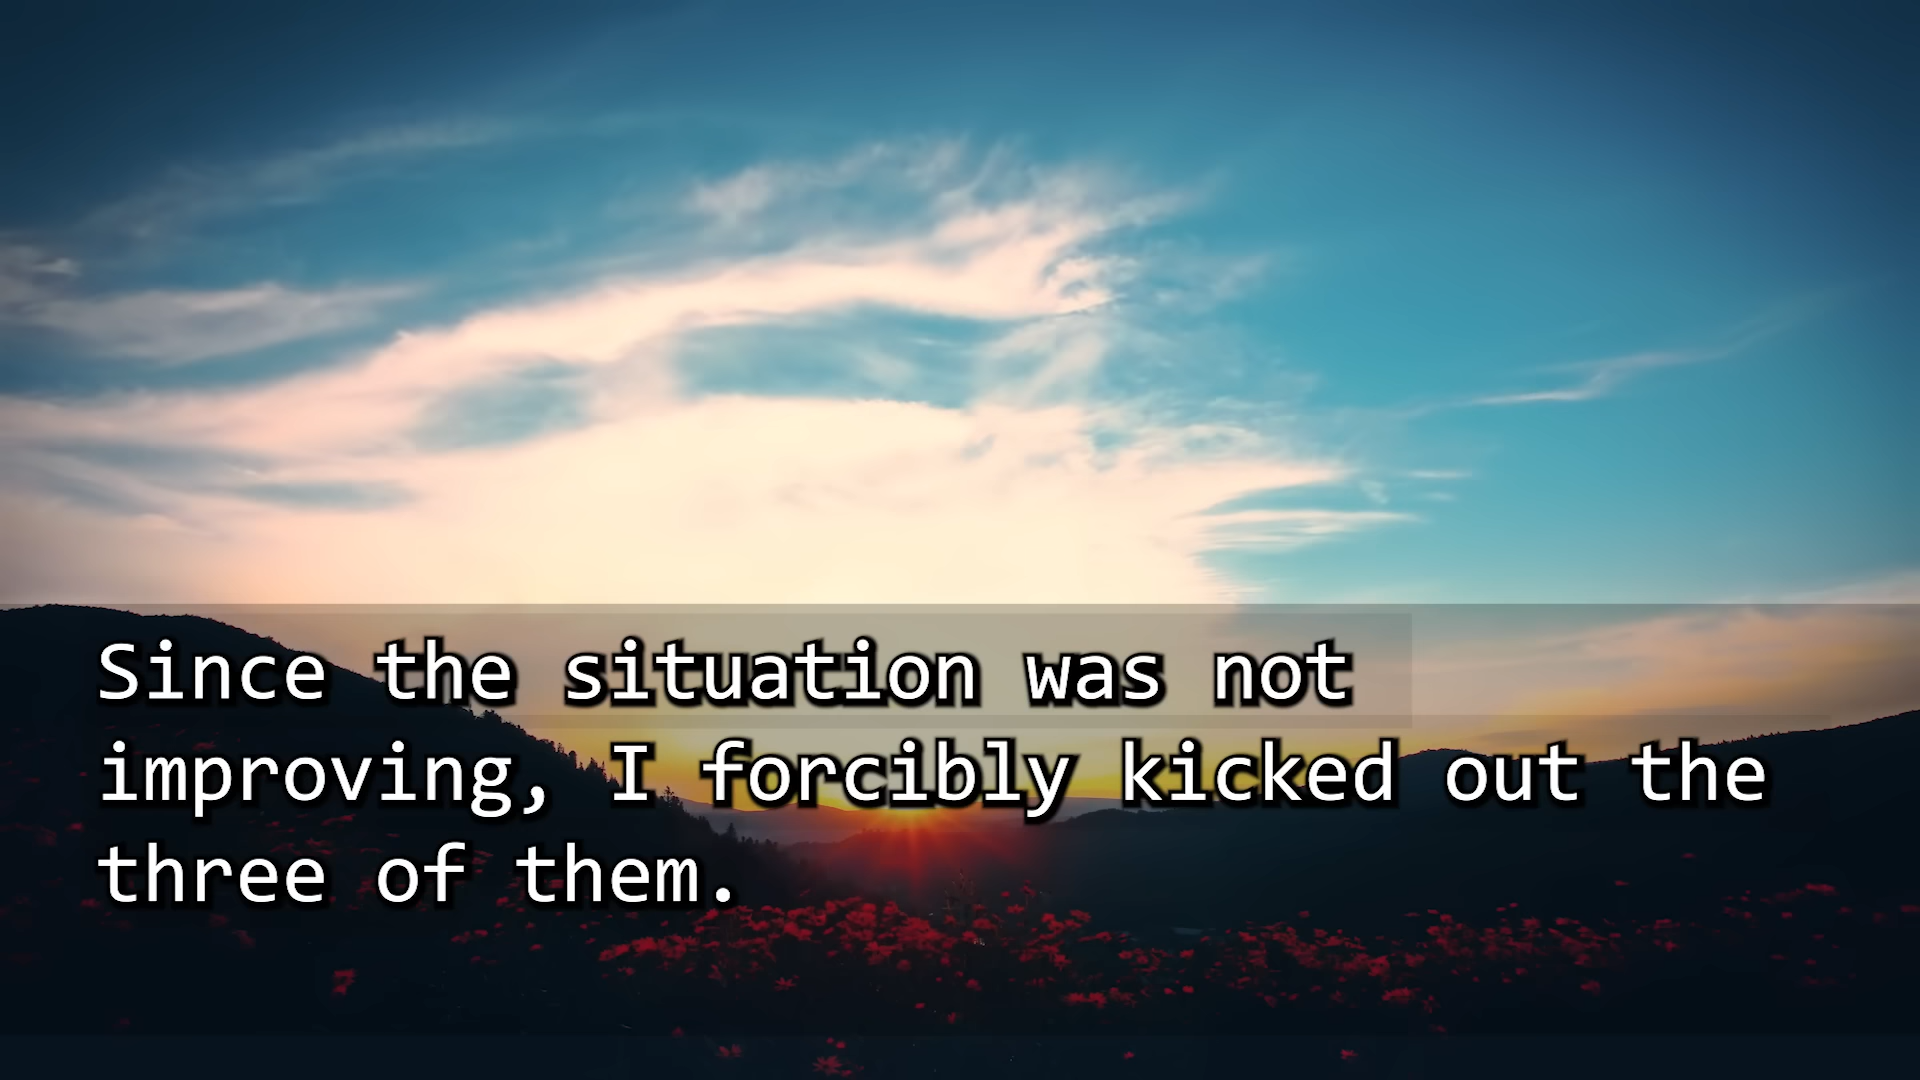 Since the situation was not
improving, I forcibly kicked out the
three of them.